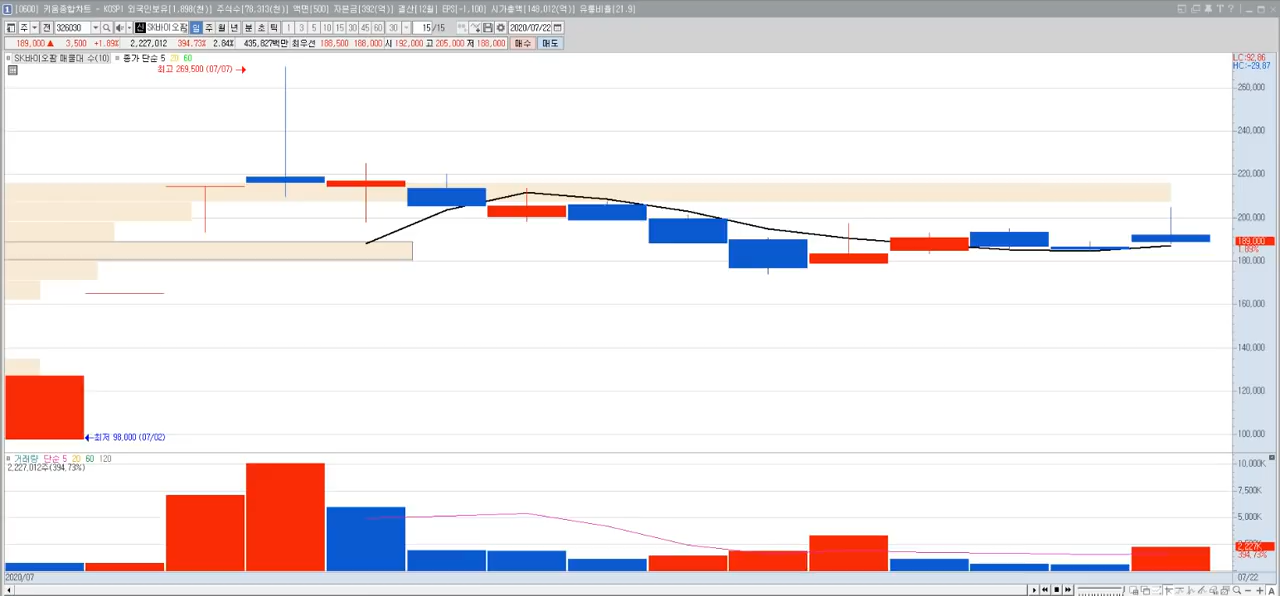 [0600] 키움종합차트 - KOSPI 외국인보유[1,898(천)] 주식수[78,313(천)] 액면[500] 자본금[392(억)] 결산[12월] EPS[-1,100] 시가총액[148,012(억)] 유통비율[21.9]
주 전 326030 신 SK바이오팜 일 주 월 년 분 초 틱 1 3 5 10 15 30 45 60 30 15/15 2020/07/22
189,000 ▲ 3,500 +1.89% 2,227,012 394.73% 2.84% 435,827백만 최우선 188,500 188,000 시 192,000 고 205,000 저 188,000 매수 매도
SK바이오팜 매물대 수(10) 종가 단순 5 20 60
LC:92.86
HC:-29.87
최고 269,500 (07/07)
260,000
240,000
220,000
200,000
189,000
1.89%
180,000
160,000
140,000
120,000
100,000
최저 98,000 (07/02)
거래량 단순 5 20 60 120
2,227,012주(394.73%)
10,000K
7,500K
5,000K
2,227K
394.73%
2020/07
07/22
A